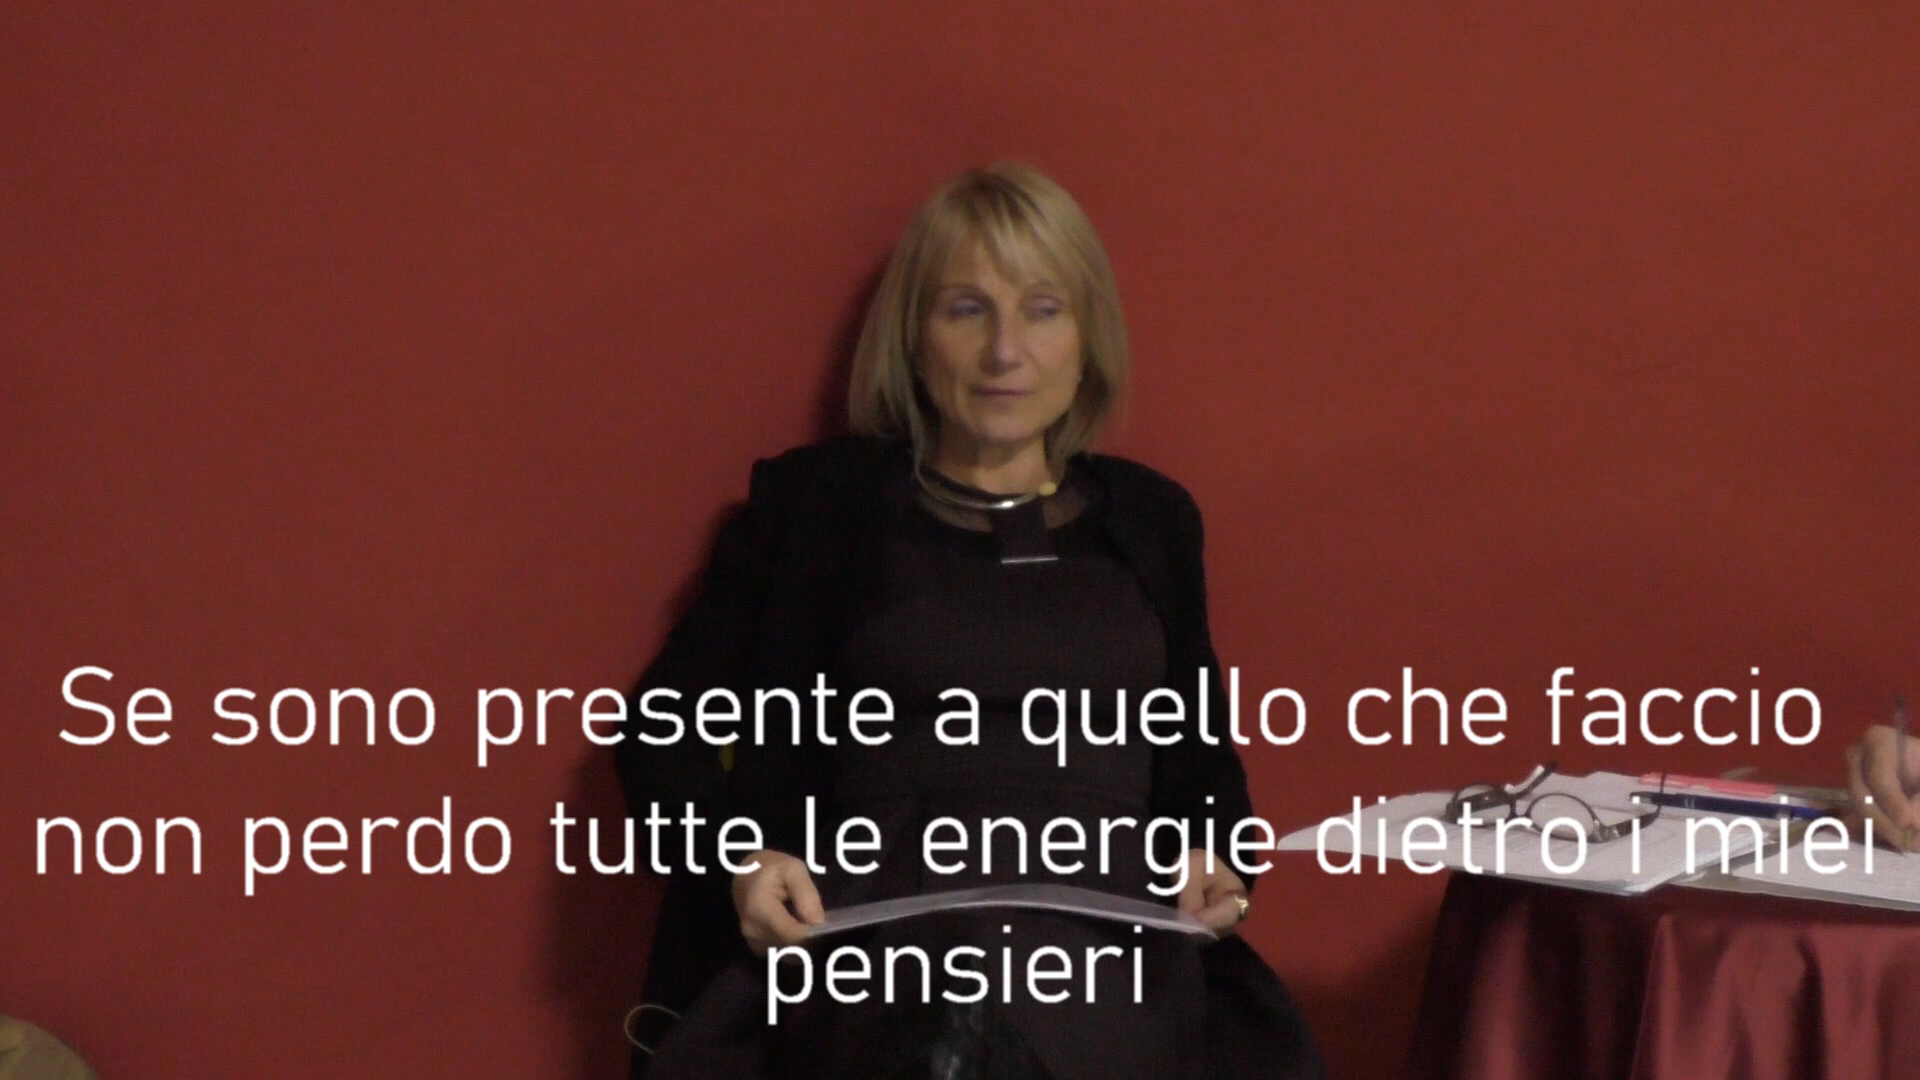 Se sono presente a quello che faccio
non perdo tutte le energie dietro i miei
pensieri